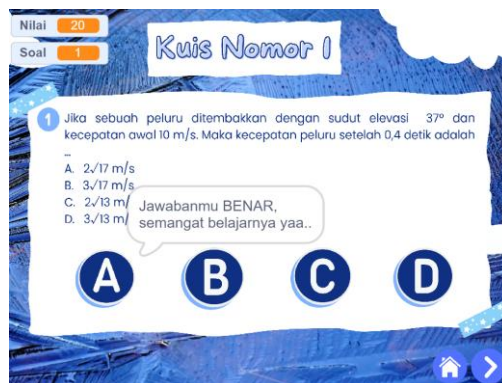 Nilai 20
Soal 1
Kuis Nomor 1
1 Jika sebuah peluru ditembakkan dengan sudut elevasi 37° dan
kecepatan awal 10 m/s. Maka kecepatan peluru setelah 0,4 detik adalah
...
A. 2√17 m/s
B. 3√17 m/s
C. 2√13 m/
D. 3√13 m/
Jawabanmu BENAR,
semangat belajarnya yaa..
A B C D